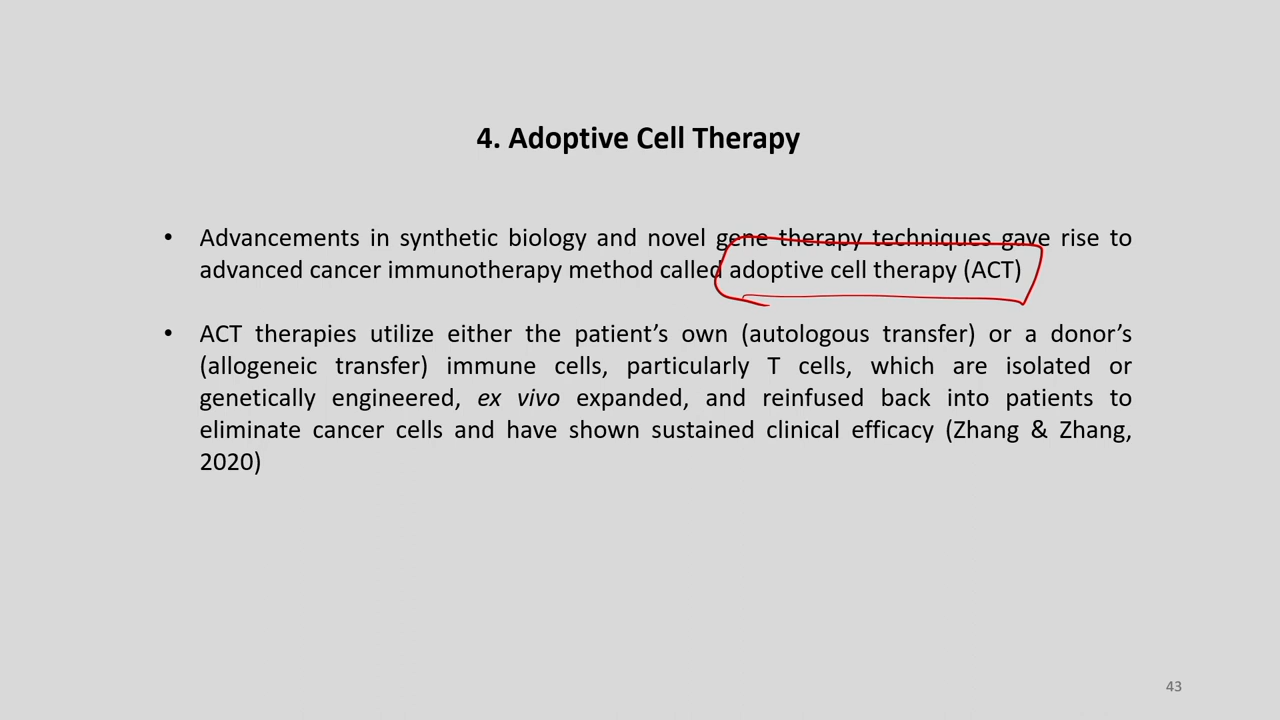 4. Adoptive Cell Therapy
• Advancements in synthetic biology and novel gene therapy techniques gave rise to
advanced cancer immunotherapy method called adoptive cell therapy (ACT)
• ACT therapies utilize either the patient’s own (autologous transfer) or a donor’s
(allogeneic transfer) immune cells, particularly T cells, which are isolated or
genetically engineered, ex vivo expanded, and reinfused back into patients to
eliminate cancer cells and have shown sustained clinical efficacy (Zhang & Zhang,
2020)
43